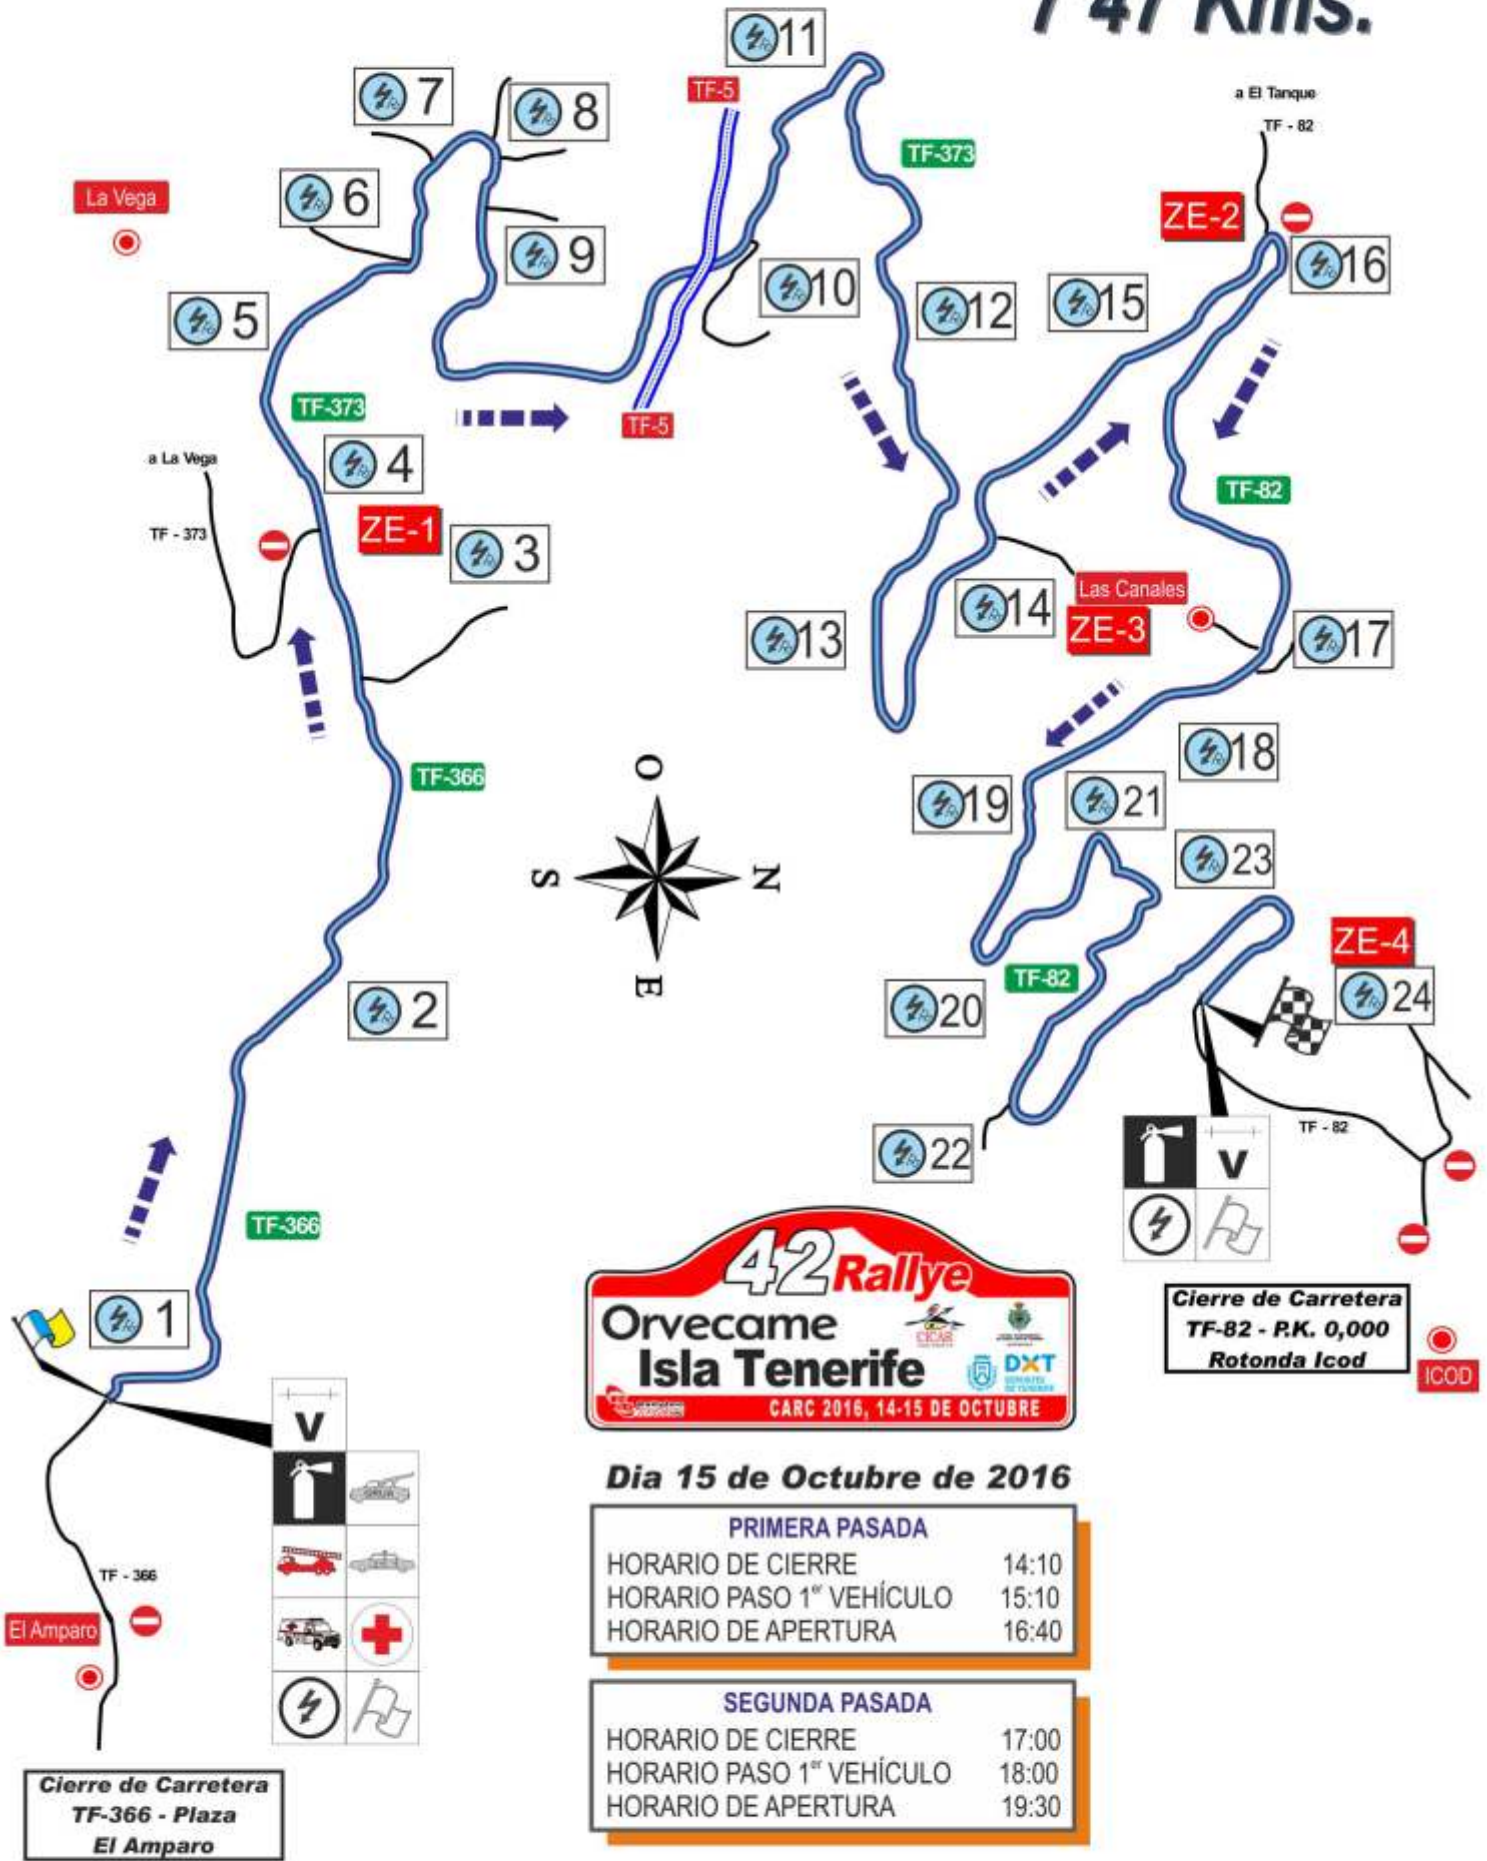 Kms.
11
TF-5
7
8
a El Tanque
TF - 82
TF-373
La Vega
6
ZE-2
9
16
10
15
12
5
TF-373
TF-5
a La Vega
4
TF-82
ZE-1
TF - 373
3
Las Canales
14
ZE-3
13
17
18
TF-366
O
19
21
23
S
N
ZE-4
E
TF-82
24
2
20
TF - 82
22
V
TF-366
42 Rallye
1
Orvecame
CICAR
Isla Tenerife
DXT
CARC 2016, 14-15 DE OCTUBRE
Cierre de Carretera
TF-82 - P.K. 0,000
Rotonda Icod
ICOD
V
GRUA
Dia 15 de Octubre de 2016
PRIMERA PASADA
HORARIO DE CIERRE 14:10
HORARIO PASO 1er VEHÍCULO 15:10
HORARIO DE APERTURA 16:40
TF - 366
El Amparo
SEGUNDA PASADA
HORARIO DE CIERRE 17:00
HORARIO PASO 1er VEHÍCULO 18:00
HORARIO DE APERTURA 19:30
Cierre de Carretera
TF-366 - Plaza
El Amparo